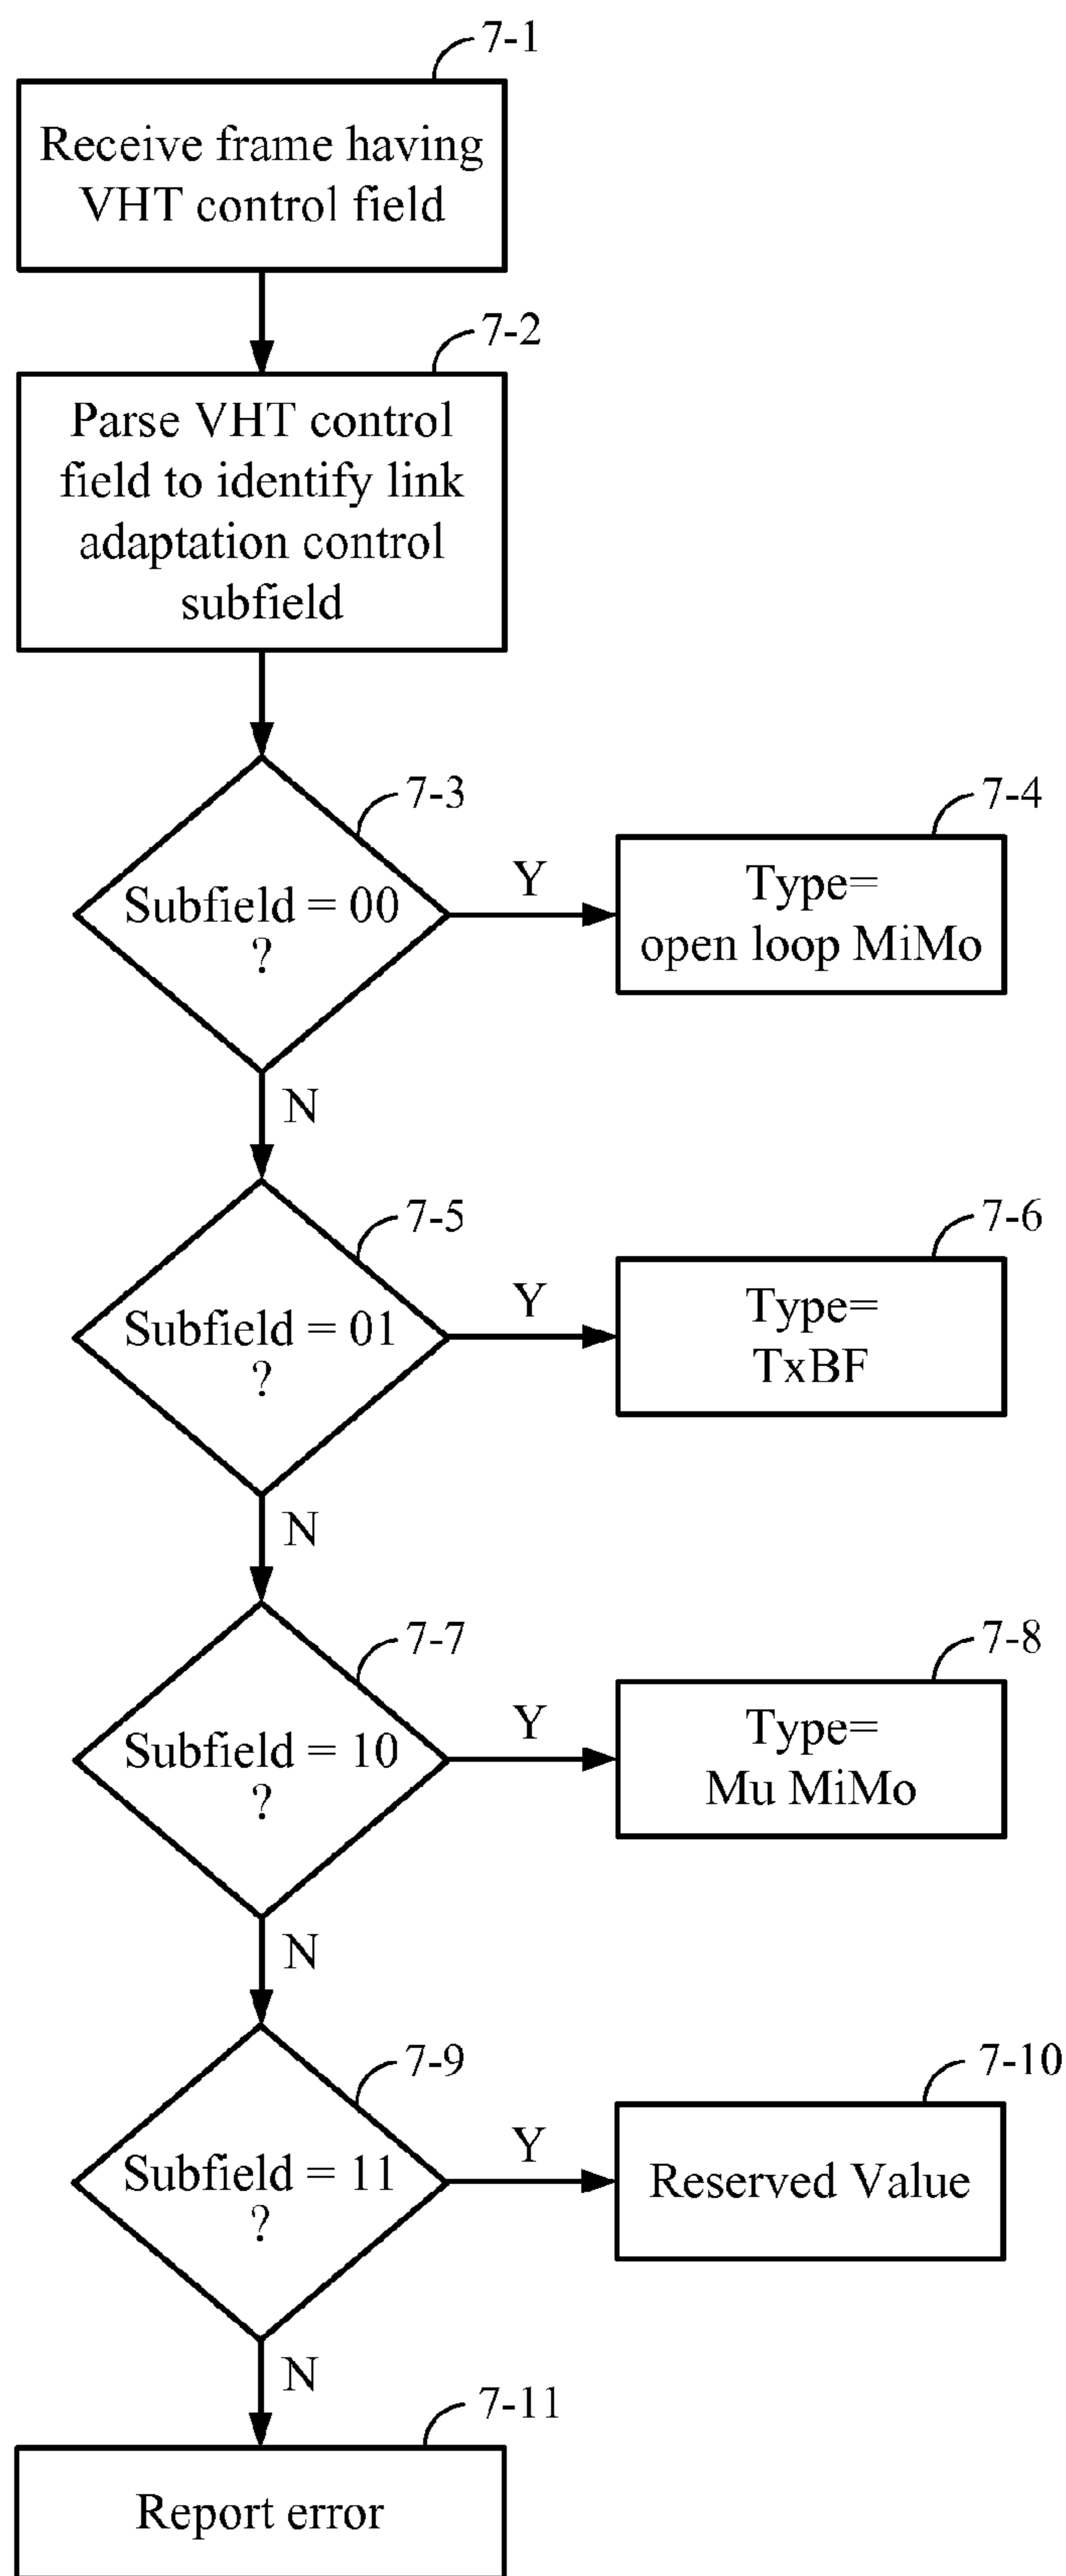 7-1
Receive frame having
VHT control field
7-2
Parse VHT control
field to identify link
adaptation control
subfield
7-3
Subfield = 00
?
Y
7-4
Type=
open loop MiMo
N
7-5
Subfield = 01
?
Y
7-6
Type=
TxBF
N
7-7
Subfield = 10
?
Y
7-8
Type=
Mu MiMo
N
7-9
Subfield = 11
?
Y
7-10
Reserved Value
N
7-11
Report error